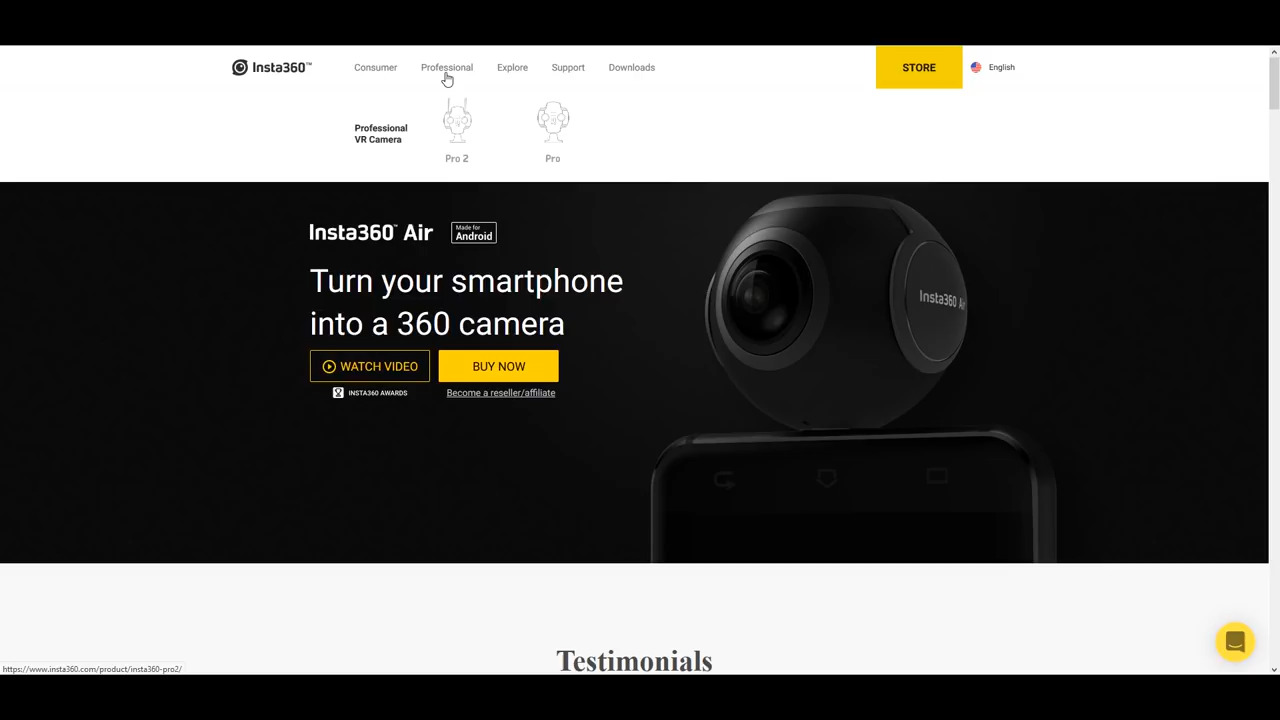 Insta360™
Consumer
Professional
Explore
Support
Downloads
STORE
English
Professional
VR Camera
Pro 2
Pro
Insta360™ Air
Made for
Android
Turn your smartphone
into a 360 camera
WATCH VIDEO
BUY NOW
INSTA360 AWARDS
Become a reseller/affiliate
Insta360 Air
Testimonials
https://www.insta360.com/product/insta360-pro2/